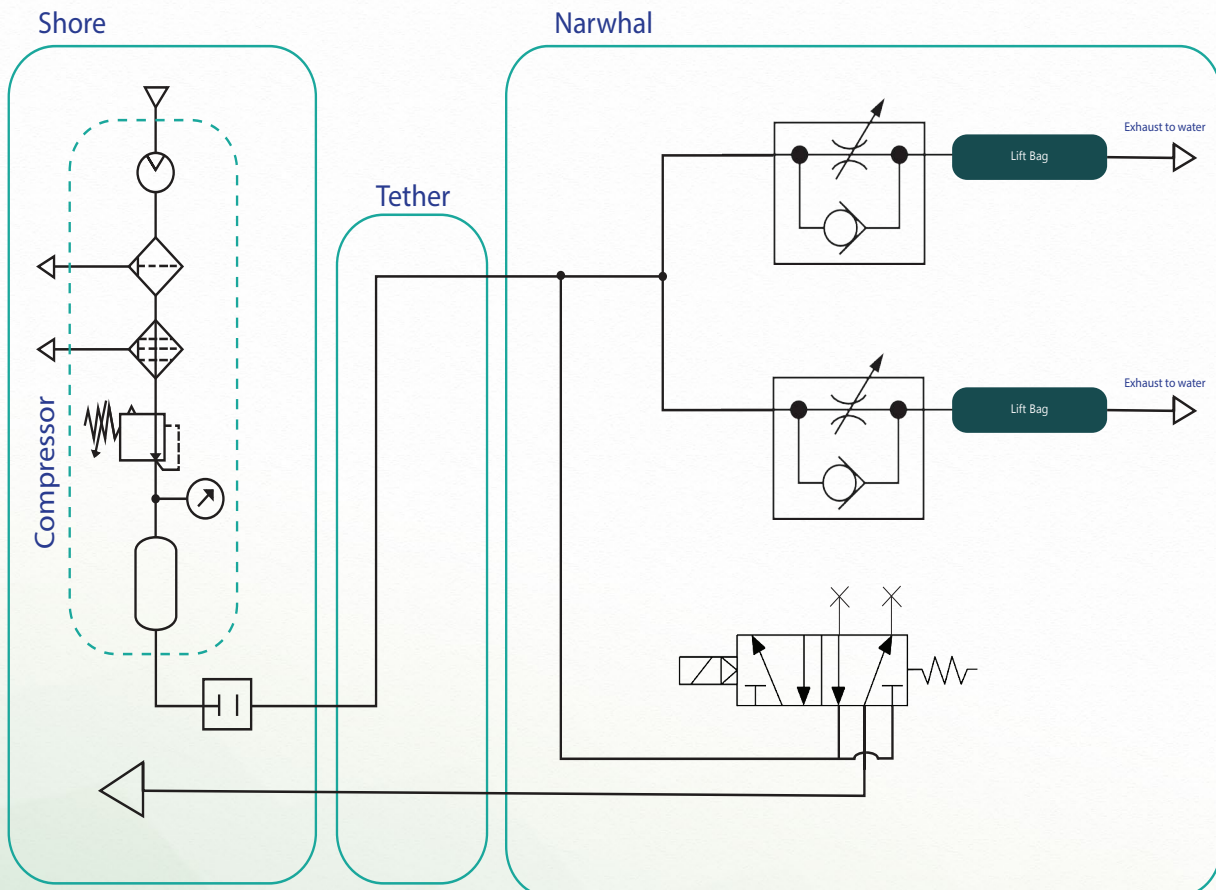 Shore
Narwhal
Tether
Compressor
Exhaust to water
Lift Bag
Exhaust to water
Lift Bag